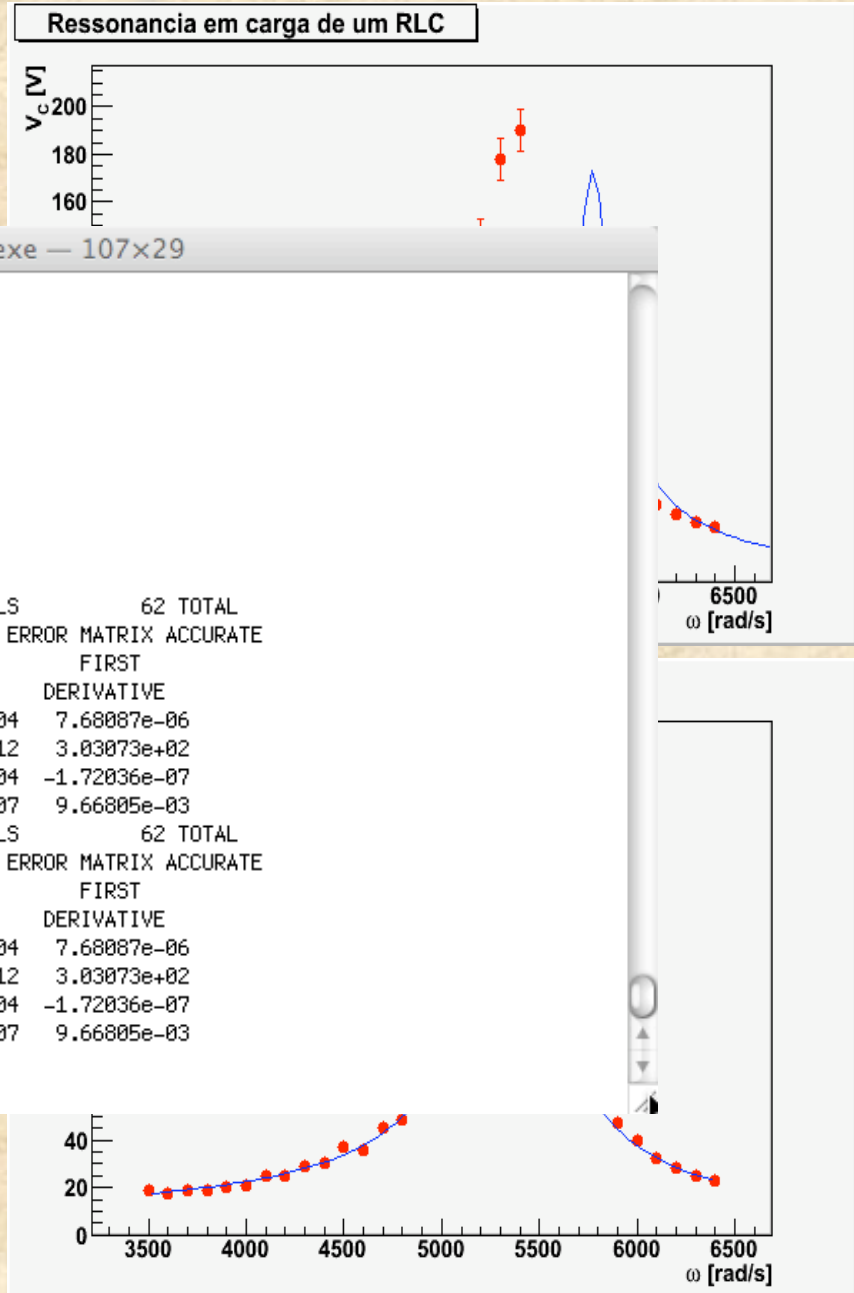 Ressonancia em carga de um RLC
V_C [V]
200
180
160
exe — 107×29
LS 62 TOTAL
ERROR MATRIX ACCURATE
FIRST
DERIVATIVE
04 7.68087e-06
12 3.03073e+02
04 -1.72036e-07
07 9.66805e-03
LS 62 TOTAL
ERROR MATRIX ACCURATE
FIRST
DERIVATIVE
04 7.68087e-06
12 3.03073e+02
04 -1.72036e-07
07 9.66805e-03
6500
ω [rad/s]
40
20
0
3500 4000 4500 5000 5500 6000 6500
ω [rad/s]